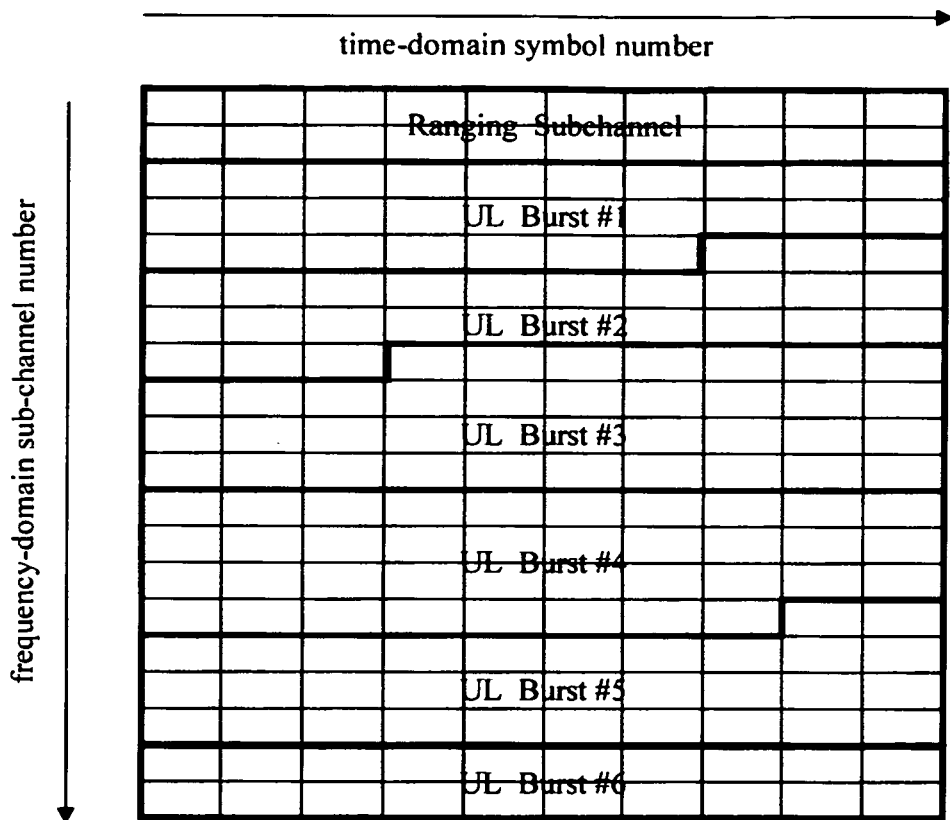 time-domain symbol number
frequency-domain sub-channel number
Ranging Subchannel
UL Burst #1
UL Burst #2
UL Burst #3
UL Burst #4
UL Burst #5
UL Burst #6